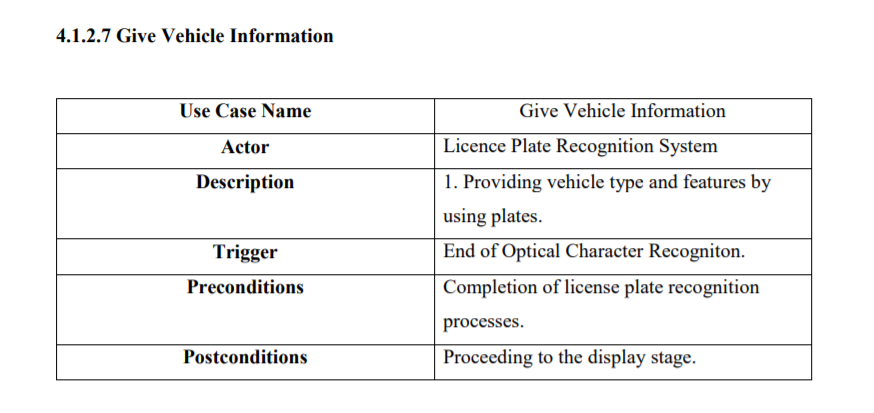 4.1.2.7 Give Vehicle Information
Use Case Name
Give Vehicle Information
Actor
Licence Plate Recognition System
Description
1. Providing vehicle type and features by
using plates.
Trigger
End of Optical Character Recogniton.
Preconditions
Completion of license plate recognition
processes.
Postconditions
Proceeding to the display stage.